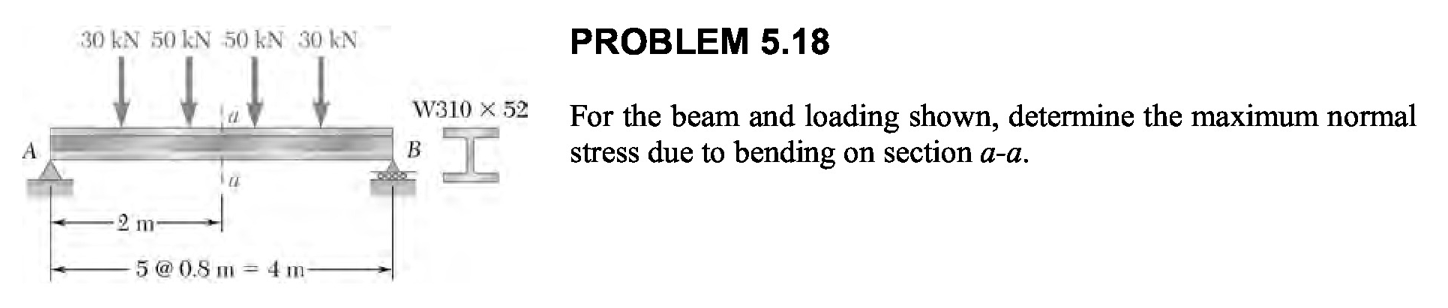 30 kN 50 kN 50 kN 30 kN
PROBLEM 5.18
W310 × 52
a
For the beam and loading shown, determine the maximum normal
stress due to bending on section a-a.
A
B
a
2 m
5 @ 0.8 m = 4 m